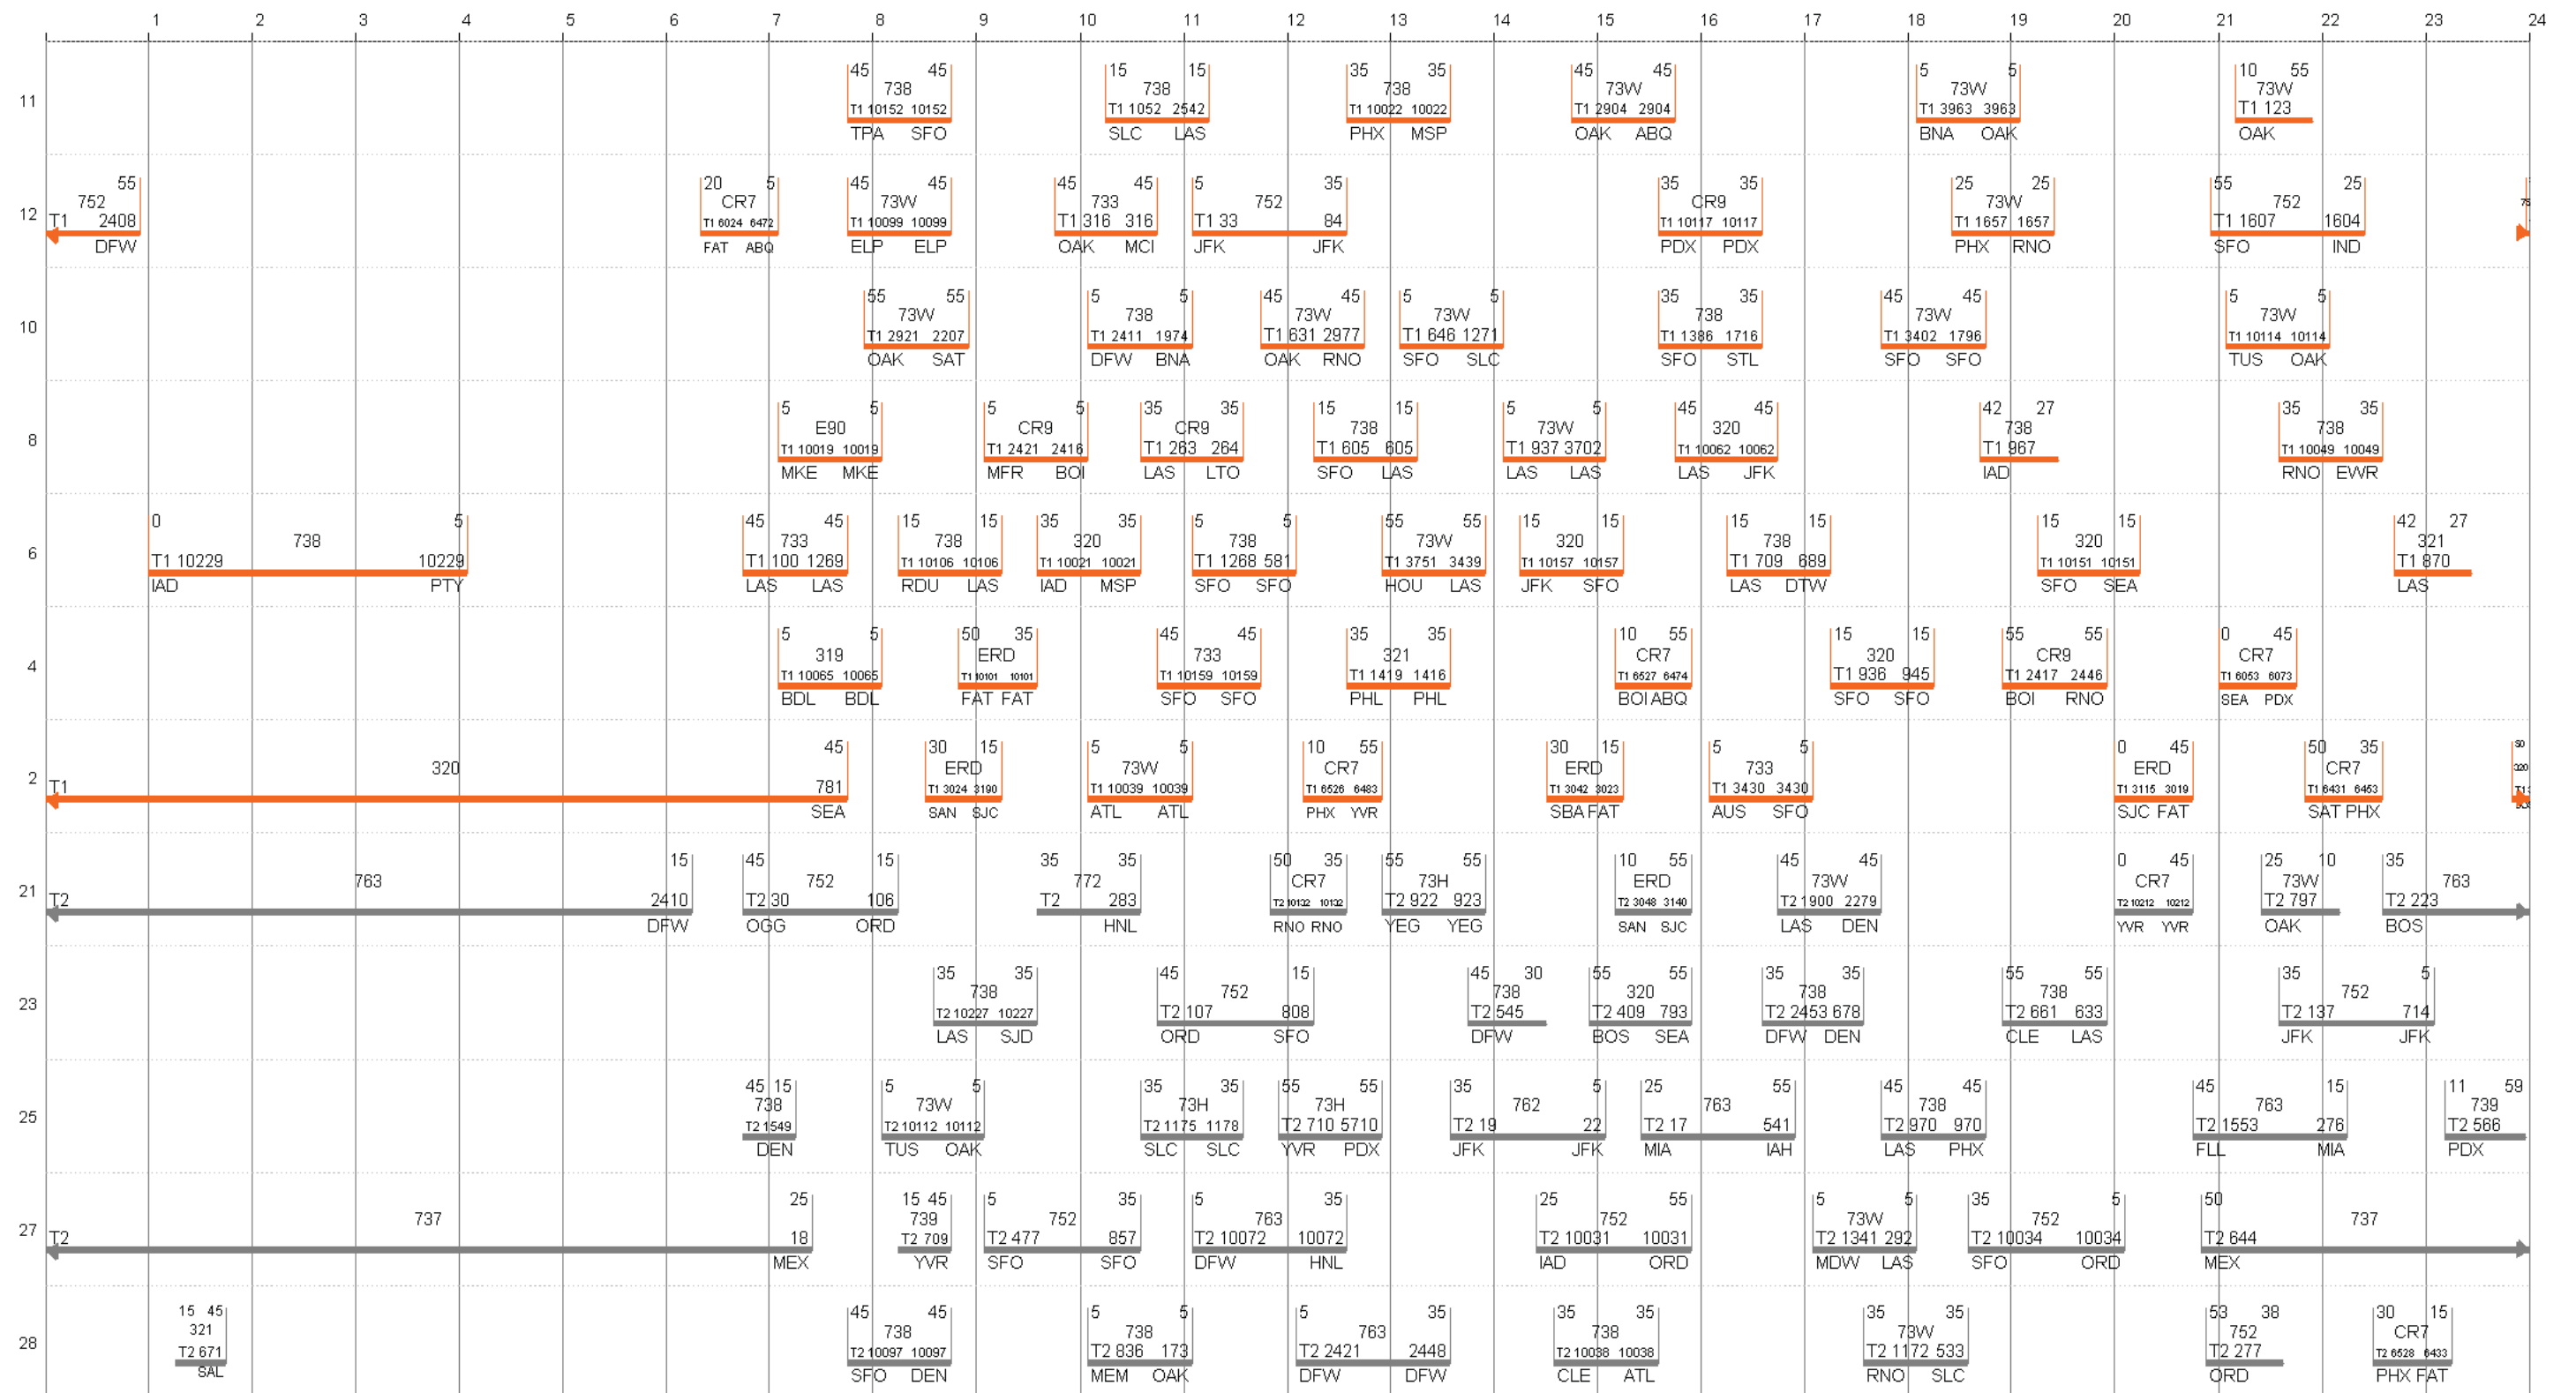 1 2 3 4 5 6 7 8 9 10 11 12 13 14 15 16 17 18 19 20 21 22 23 24
45 45 15 15 35 35 45 45 5 5 10 55
738 738 738 73W 73W 73W
11
T1 10152 10152 T1 1052 2542 T1 10022 10022 T1 2904 2904 T1 3963 3963 T1 123
TPA SFO SLC LAS PHX MSP OAK ABQ BNA OAK OAK
55 20 5 45 45 45 45 5 35 35 35 25 25 55 25
752 CR7 73W 733 752 CR9 73W 752
12
T1 2408 T1 6024 6472 T1 10099 10099 T1 316 316 T1 33 84 T1 10117 10117 T1 1657 1657 T1 1607 1604
DFW FAT ABQ ELP ELP OAK MCI JFK JFK PDX PDX PHX RNO SFO IND
55 55 5 5 45 45 5 5 35 35 45 45 5 5
73W 738 73W 73W 738 73W 73W
10
T1 2921 2207 T1 2411 1974 T1 631 2977 T1 646 1271 T1 1386 1716 T1 3402 1796 T1 10114 10114
OAK SAT DFW BNA OAK RNO SFO SLC SFO STL SFO SFO TUS OAK
5 5 5 5 35 35 15 15 5 5 45 45 42 27 35 35
E90 CR9 CR9 738 73W 320 738 738
8
T1 10019 10019 T1 2421 2416 T1 263 264 T1 605 605 T1 937 3702 T1 10062 10062 T1 967 T1 10049 10049
MKE MKE MFR BOI LAS LTO SFO LAS LAS LAS LAS JFK IAD RNO EWR
0 5 45 45 15 15 35 35 5 5 55 55 15 15 15 15 15 15 42 27
738 733 738 320 738 73W 320 738 320 321
6
T1 10229 10229 T1 100 1269 T1 10106 10106 T1 10021 10021 T1 1268 581 T1 3751 3439 T1 10157 10157 T1 709 689 T1 10151 10151 T1 870
IAD PTY LAS LAS RDU LAS IAD MSP SFO SFO HOU LAS JFK SFO LAS DTW SFO SEA LAS
5 5 50 35 45 45 35 35 10 55 15 15 55 55 0 45
319 ERD 733 321 CR7 320 CR9 CR7
4
T1 10065 10065 T1 10101 10101 T1 10159 10159 T1 1419 1416 T1 6527 6474 T1 936 945 T1 2417 2446 T1 6053 6073
BDL BDL FAT FAT SFO SFO PHL PHL BOI ABQ SFO SFO BOI RNO SEA PDX
45 30 15 5 5 10 55 30 15 5 5 0 45 50 35 50
320 ERD 73W CR7 ERD 733 ERD CR7 320
2
T1 781 T1 3024 3190 T1 10039 10039 T1 6526 6483 T1 3042 3023 T1 3430 3430 T1 3115 3019 T1 6431 6453
SEA SAN SJC ATL ATL PHX YVR SBA FAT AUS SFO SJC FAT SAT PHX
15 45 15 35 35 50 35 55 55 10 55 45 45 0 45 25 10 35
763 752 772 CR7 73H ERD 73W CR7 73W 763
21
T2 2410 T2 30 106 T2 283 T2 10132 10132 T2 922 923 T2 3048 3140 T2 1900 2279 T2 10212 10212 T2 797 T2 223
DFW OGG ORD HNL RNO RNO YEG YEG SAN SJC LAS DEN YVR YVR OAK BOS
35 35 45 15 45 30 55 55 35 35 55 55 35 5
738 752 738 320 738 738 752
23
T2 10227 10227 T2 107 808 T2 545 T2 409 793 T2 2453 678 T2 661 633 T2 137 714
LAS SJD ORD SFO DFW BOS SEA DFW DEN CLE LAS JFK JFK
45 15 5 5 35 35 55 55 35 5 25 55 45 45 45 15 11 59
738 73W 73H 73H 762 763 738 763 739
25
T2 1549 T2 10112 10112 T2 1175 1178 T2 710 5710 T2 19 22 T2 17 541 T2 970 970 T2 1553 276 T2 566
DEN TUS OAK SLC SLC YVR PDX JFK JFK MIA IAH LAS PHX FLL MIA PDX
25 15 45 5 35 5 35 25 55 5 5 35 5 50
737 739 752 763 752 73W 752 737
27
T2 18 T2 709 T2 477 857 T2 10072 10072 T2 10031 10031 T2 1341 292 T2 10034 10034 T2 644
MEX YVR SFO SFO DFW HNL IAD ORD MDW LAS SFO ORD MEX
15 45 45 45 5 5 5 35 35 35 35 35 53 38 30 15
321 738 738 763 738 73W 752 CR7
28
T2 671 T2 10097 10097 T2 836 173 T2 2421 2448 T2 10038 10038 T2 1172 533 T2 277 T2 6528 6433
SAL SFO DEN MEM OAK DFW DFW CLE ATL RNO SLC ORD PHX FAT